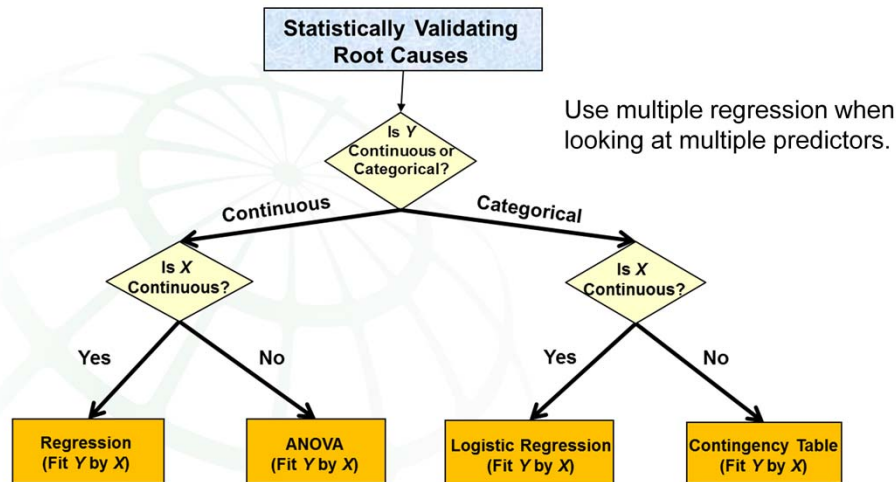 Statistically Validating
Root Causes
Use multiple regression when
looking at multiple predictors.
Is Y
Continuous or
Categorical?
Continuous
Categorical
Is X
Continuous?
Is X
Continuous?
Yes
No
Yes
No
Regression
(Fit Y by X)
ANOVA
(Fit Y by X)
Logistic Regression
(Fit Y by X)
Contingency Table
(Fit Y by X)